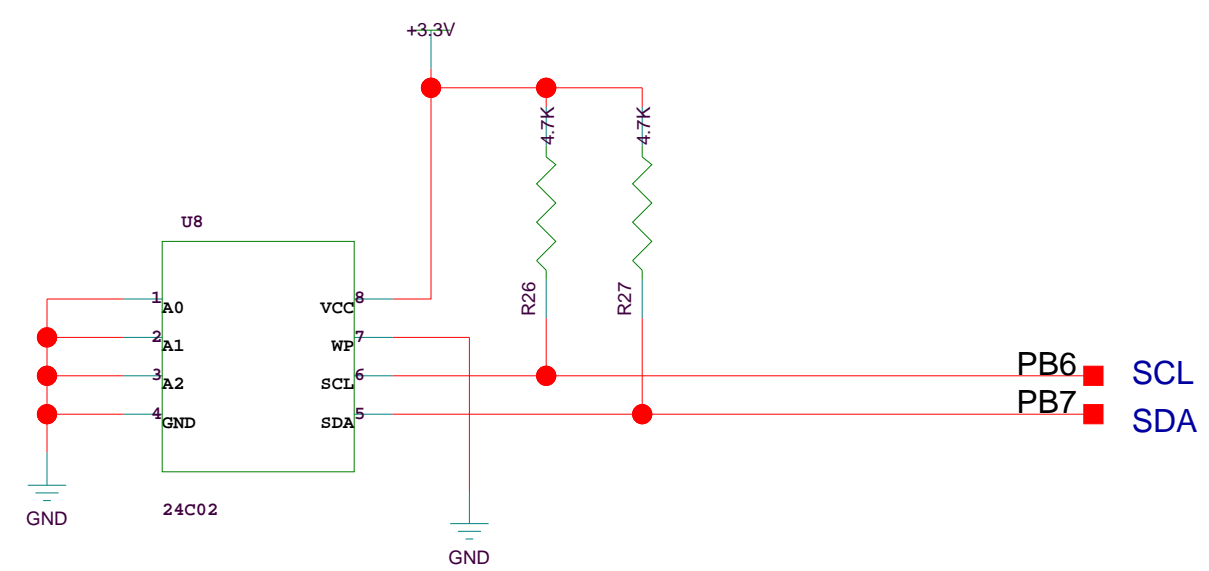 +3.3V
4.7K
4.7K
U8
R26
R27
1
A0
VCC
8
2
A1
WP
7
3
A2
SCL
6
PB6
SCL
4
GND
SDA
5
PB7
SDA
24C02
GND
GND